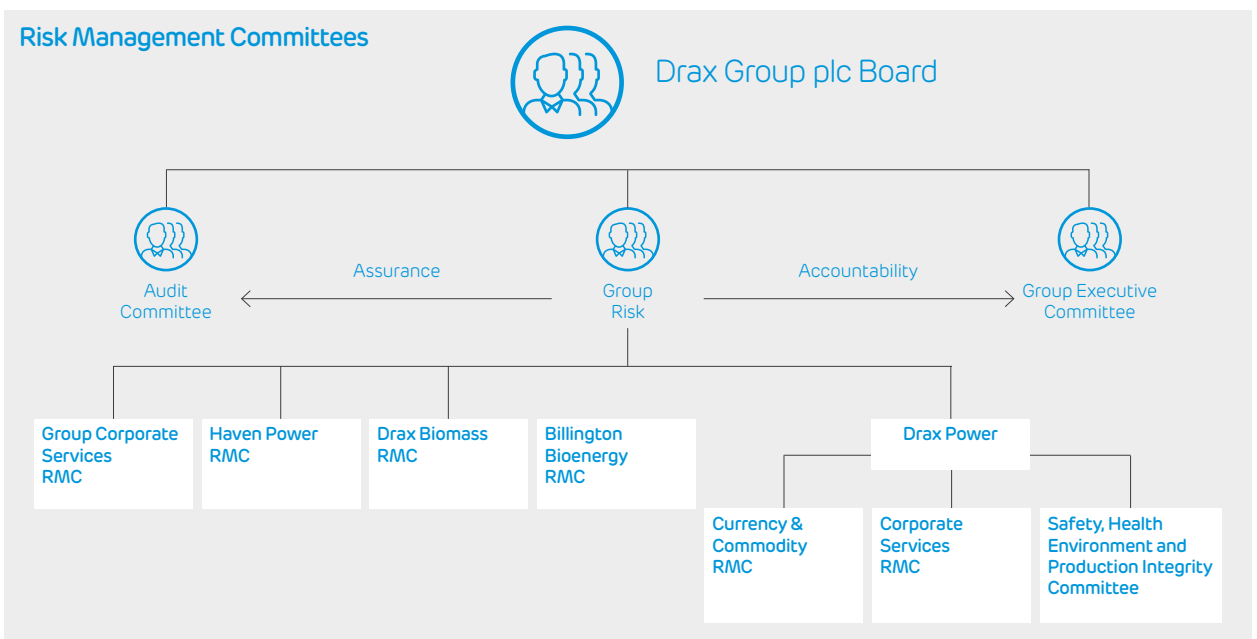 Risk Management Committees
Drax Group plc Board
Assurance
Accountability
Audit
Committee
Group
Risk
Group Executive
Committee
Group Corporate
Services
RMC
Haven Power
RMC
Drax Biomass
RMC
Billington
Bioenergy
RMC
Drax Power
Currency &
Commodity
RMC
Corporate
Services
RMC
Safety, Health
Environment and
Production Integrity
Committee